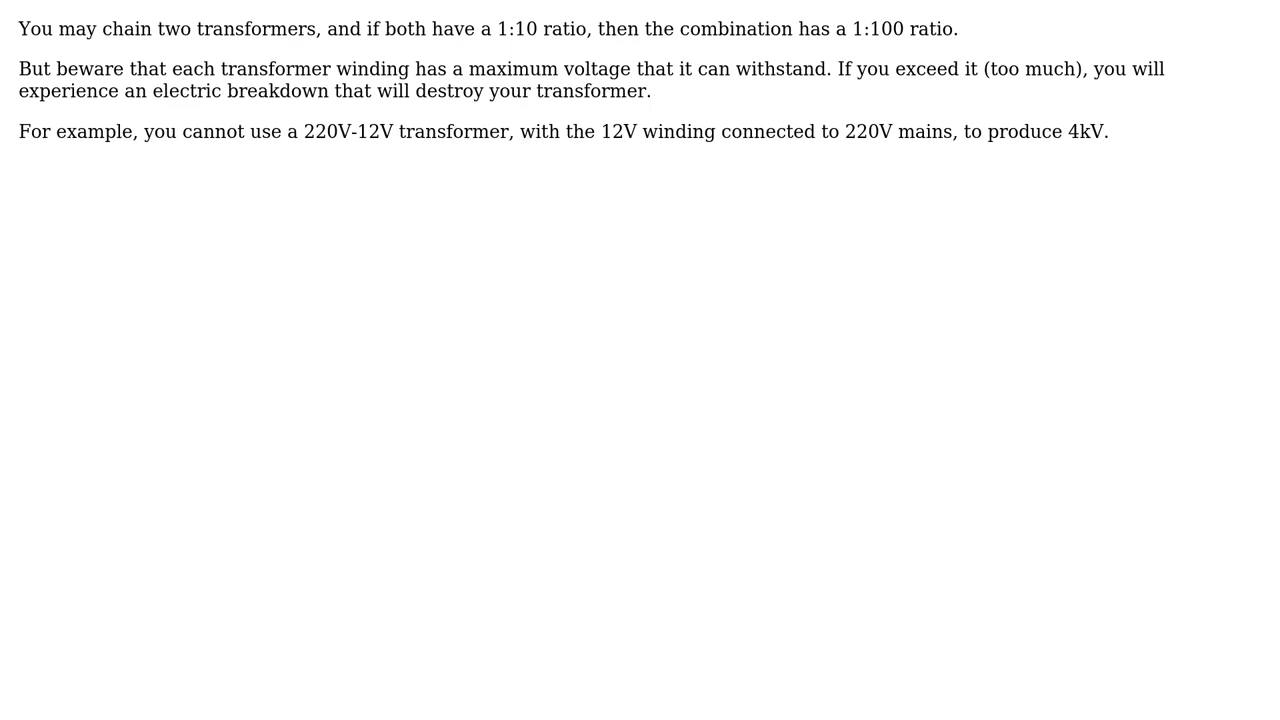 You may chain two transformers, and if both have a 1:10 ratio, then the combination has a 1:100 ratio.
But beware that each transformer winding has a maximum voltage that it can withstand. If you exceed it (too much), you will
experience an electric breakdown that will destroy your transformer.
For example, you cannot use a 220V-12V transformer, with the 12V winding connected to 220V mains, to produce 4kV.